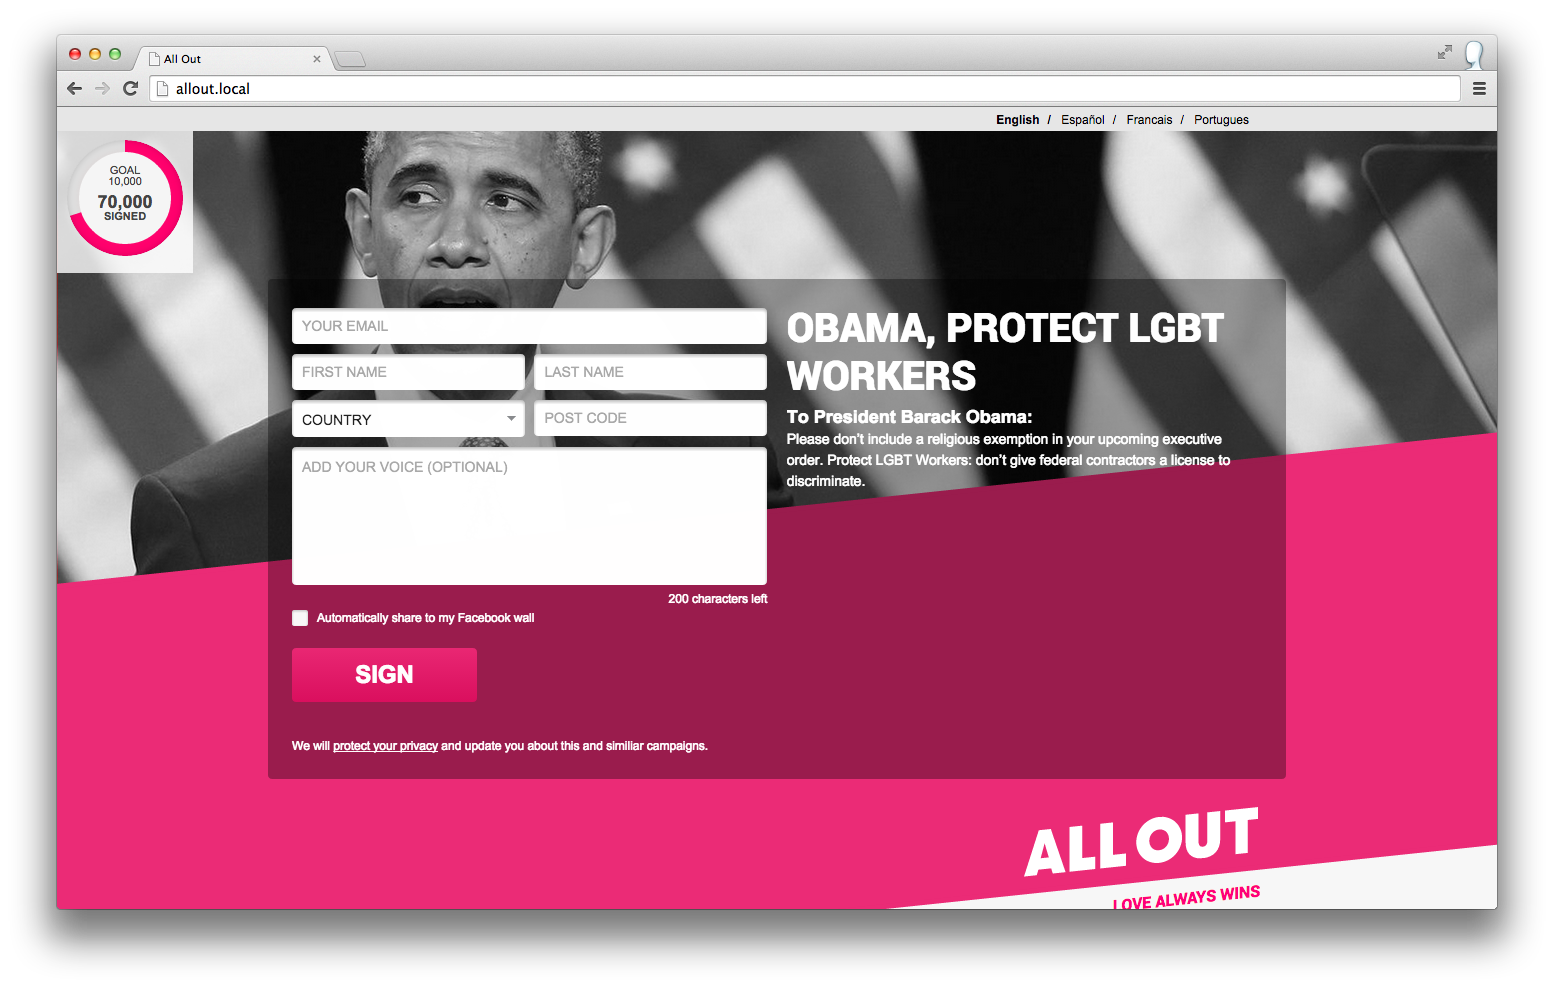 All Out
allout.local
English / Español / Francais / Portugues
GOAL
10,000
70,000
SIGNED
YOUR EMAIL
FIRST NAME
LAST NAME
COUNTRY
POST CODE
ADD YOUR VOICE (OPTIONAL)
200 characters left
Automatically share to my Facebook wall
SIGN
We will protect your privacy and update you about this and similiar campaigns.
OBAMA, PROTECT LGBT
WORKERS
To President Barack Obama:
Please don't include a religious exemption in your upcoming executive
order. Protect LGBT Workers: don't give federal contractors a license to
discriminate.
ALL OUT
LOVE ALWAYS WINS